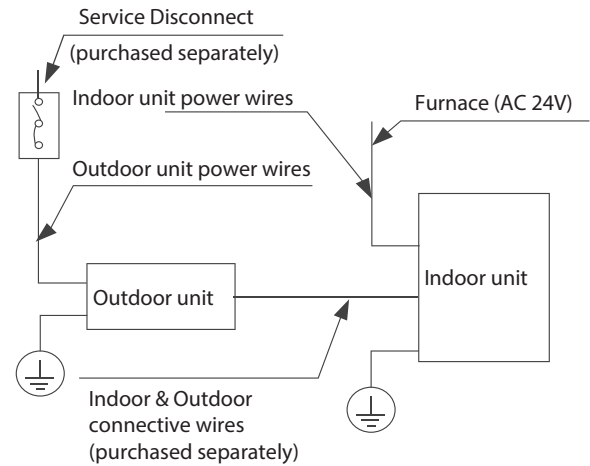 Service Disconnect
(purchased separately)
Indoor unit power wires
Furnace (AC 24V)
Outdoor unit power wires
Outdoor unit
Indoor unit
Indoor & Outdoor
connective wires
(purchased separately)